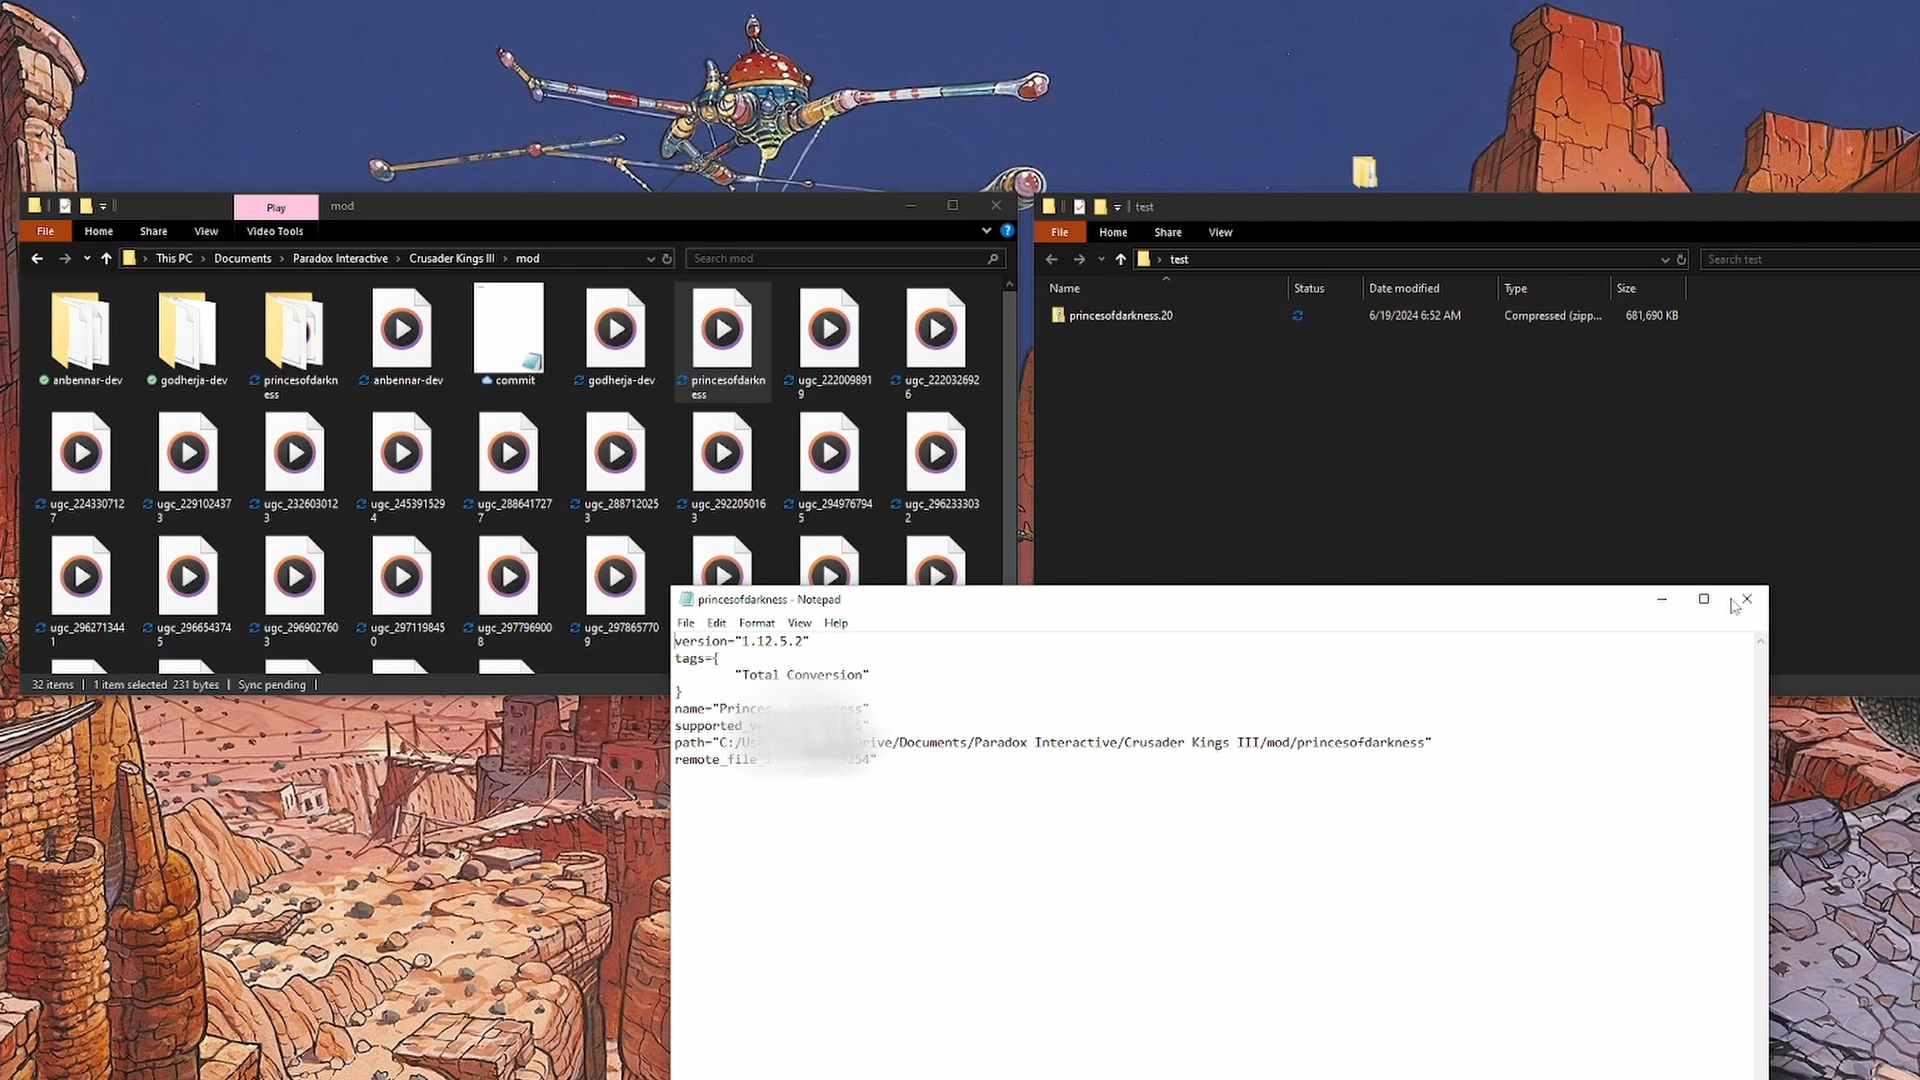 Play
mod
File
Home
Share
View
Video Tools
This PC
Documents
Paradox Interactive
Crusader Kings III
mod
Search mod
anbennar-dev
godherja-dev
princesofdarkn
ess
anbennar-dev
commit
godherja-dev
princesofdarkn
ess
ugc_222009891
9
ugc_222032692
6
ugc_224330712
7
ugc_229102437
3
ugc_232603012
3
ugc_245391529
4
ugc_288641727
7
ugc_288712025
3
ugc_292205016
3
ugc_294976794
5
ugc_296233303
2
ugc_296271344
1
ugc_296654374
5
ugc_296902760
3
ugc_297119845
0
ugc_297796900
8
ugc_297865770
9
32 items
1 item selected 231 bytes
Sync pending
test
File
Home
Share
View
test
Search test
Name
Status
Date modified
Type
Size
princesofdarkness.20
6/19/2024 6:52 AM
Compressed (zipp...
681,690 KB
princesofdarkness - Notepad
File
Edit
Format
View
Help
version="1.12.5.2"
tags={
"Total Conversion"
}
name="Princes
path="C:/ Drive/Documents/Paradox Interactive/Crusader Kings III/mod/princesofdarkness"